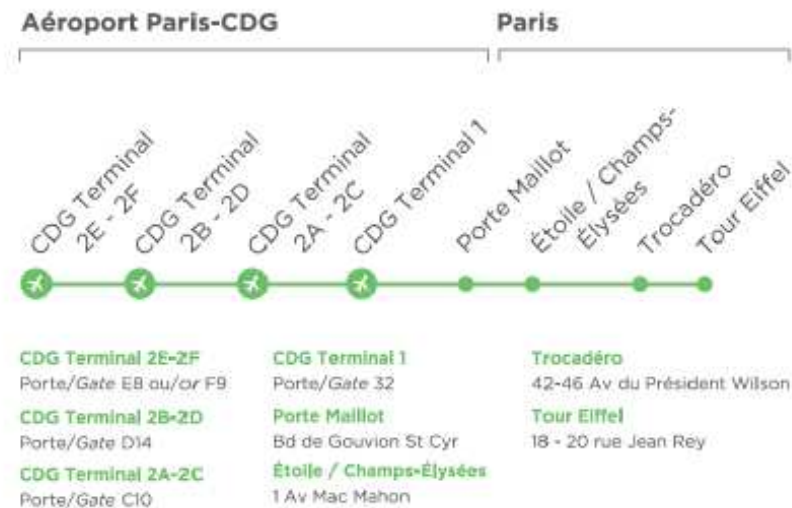 Aéroport Paris-CDG
Paris
CDG Terminal
2E - 2F
CDG Terminal
2B - 2D
CDG Terminal
2A - 2C
CDG Terminal 1
Porte Maillot
Étoile / Champs-
Élysées
Trocadéro
Tour Eiffel
CDG Terminal 2E-2F
Porte/Gate E8 ou/or F9
CDG Terminal 2B-2D
Porte/Gate D14
CDG Terminal 2A-2C
Porte/Gate C10
CDG Terminal 1
Porte/Gate 32
Porte Maillot
Bd de Gouvion St Cyr
Étoile / Champs-Élysées
1 Av Mac Mahon
Trocadéro
42-46 Av du Président Wilson
Tour Eiffel
18 - 20 rue Jean Rey